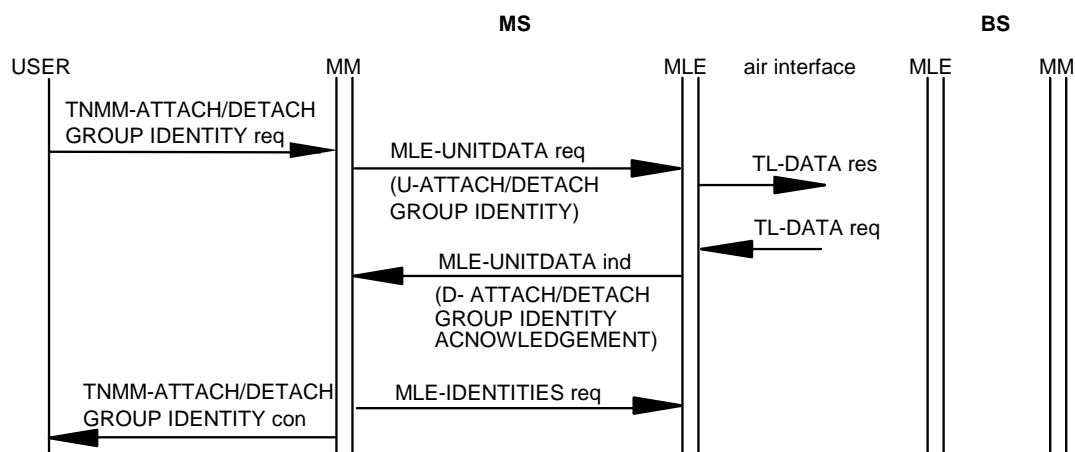 MS BS
USER MM MLE air interface MLE MM
TNMM-ATTACH/DETACH
GROUP IDENTITY req
MLE-UNITDATA req
(U-ATTACH/DETACH
GROUP IDENTITY)
TL-DATA res
TL-DATA req
MLE-UNITDATA ind
(D- ATTACH/DETACH
GROUP IDENTITY
ACNOWLEDGEMENT)
TNMM-ATTACH/DETACH
GROUP IDENTITY con
MLE-IDENTITIES req